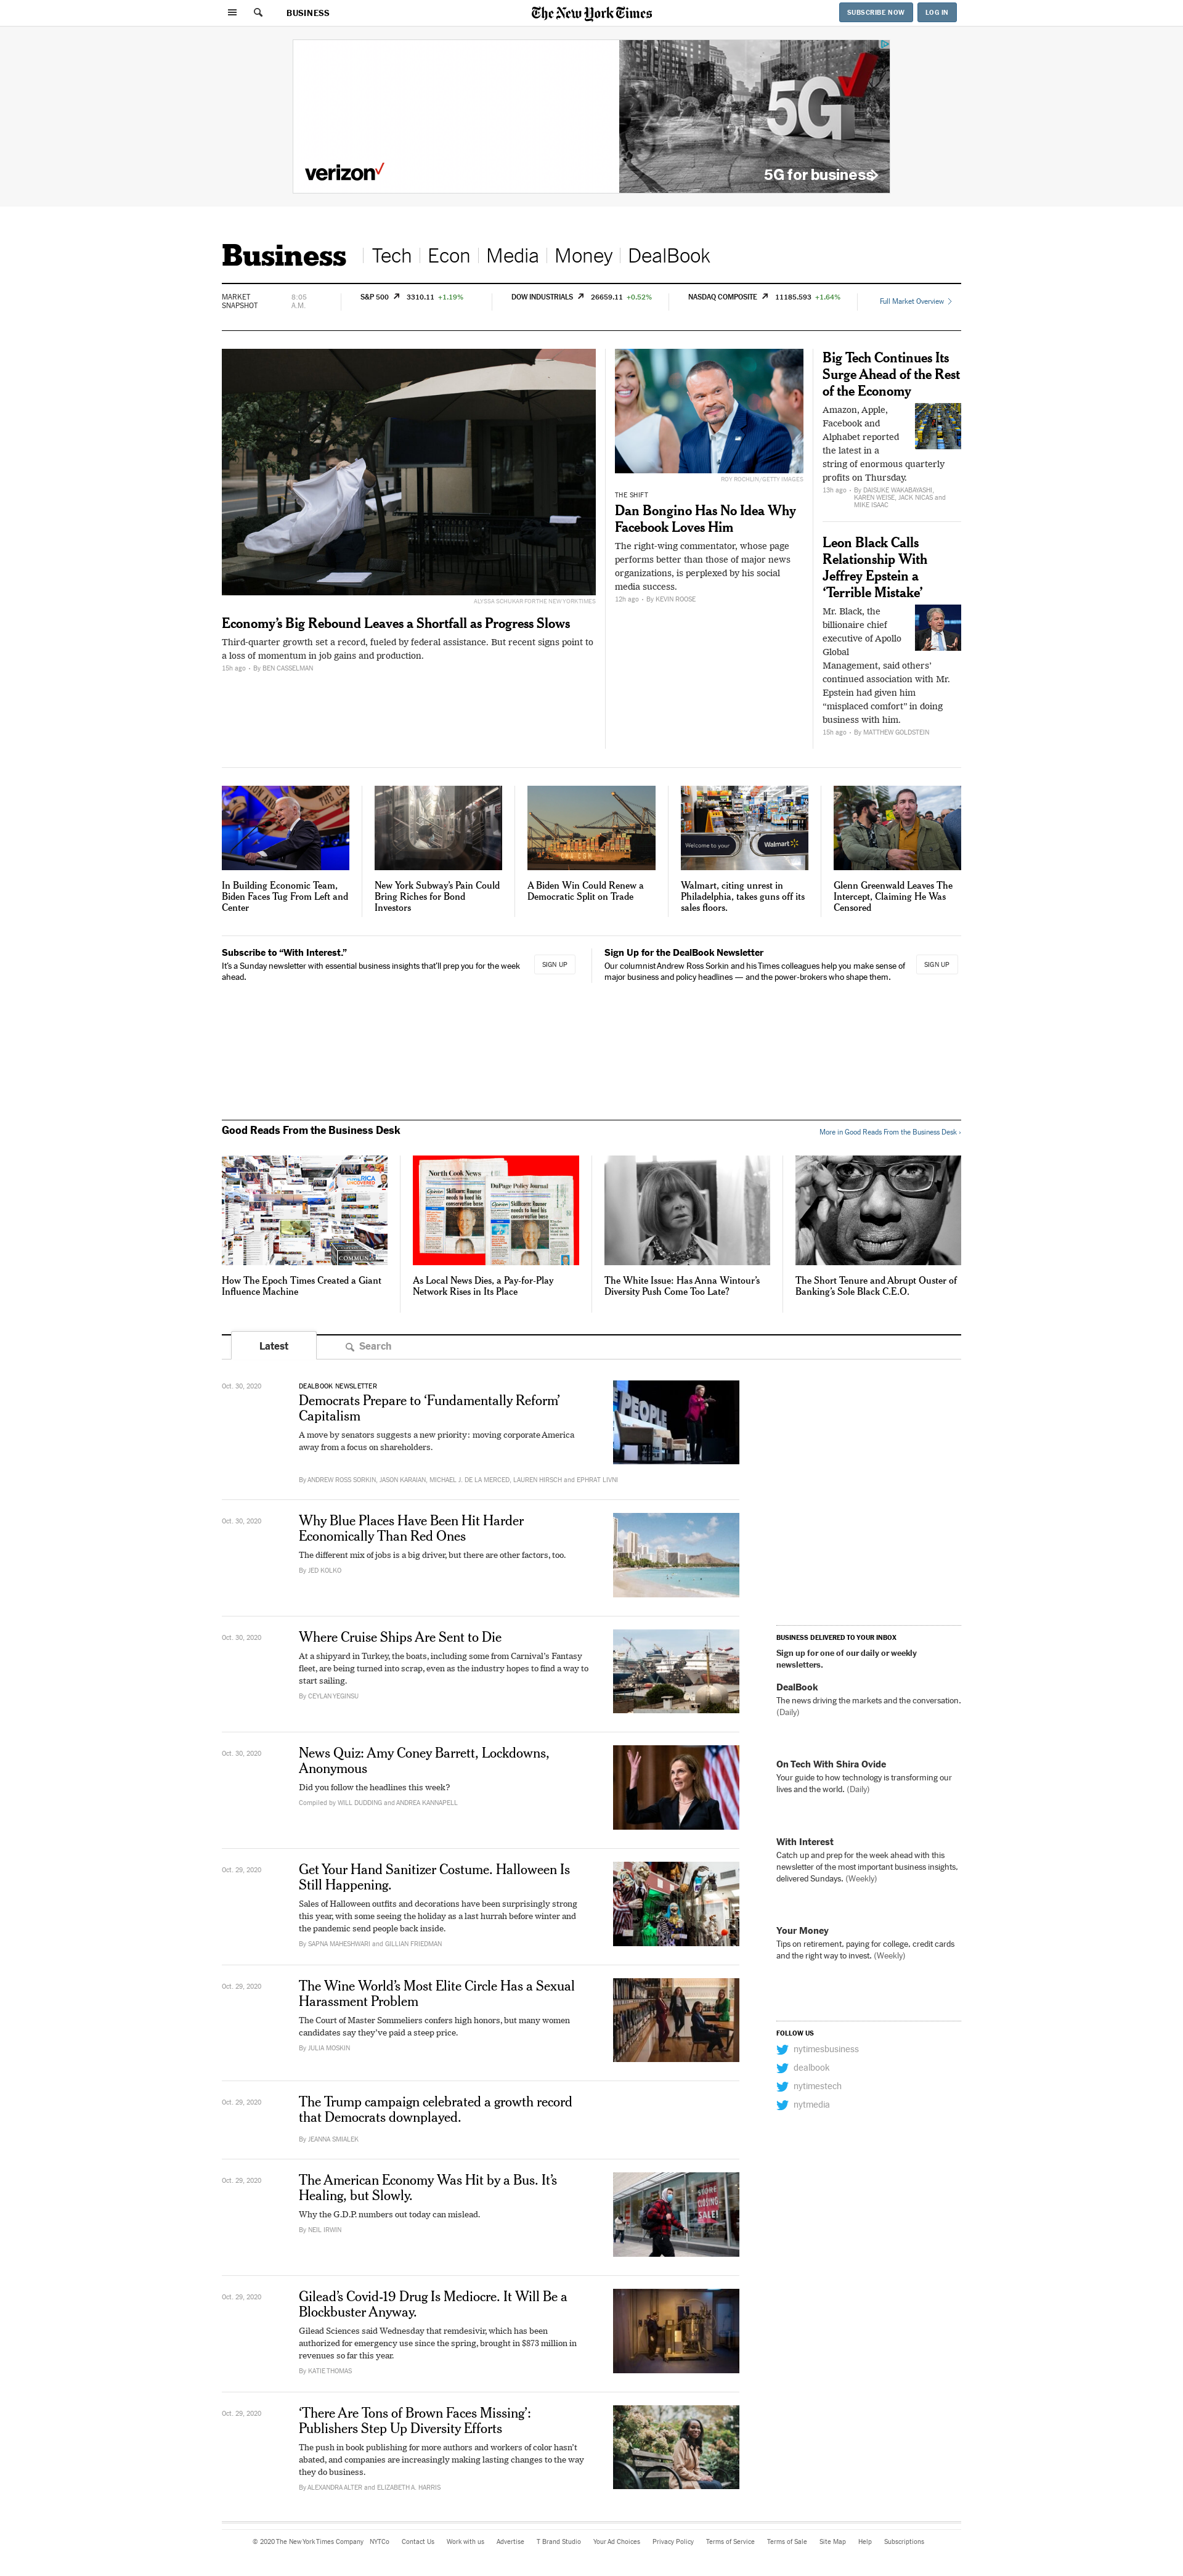 BUSINESS
The New York Times
SUBSCRIBE NOW
LOG IN
5G
verizon
5G for business
Business
Tech
Econ
Media
Money
DealBook
MARKET
SNAPSHOT
8:05
A.M.
S&P 500 3310.11 +1.19%
DOW INDUSTRIALS 26659.11 +0.52%
NASDAQ COMPOSITE 11185.593 +1.64%
Full Market Overview
ALYSSA SCHUKAR FOR THE NEW YORK TIMES
Economy’s Big Rebound Leaves a Shortfall as Progress Slows
Third-quarter growth set a record, fueled by federal assistance. But recent signs point to
a loss of momentum in job gains and production.
15h ago • By BEN CASSELMAN
ROY ROCHLIN/GETTY IMAGES
THE SHIFT
Dan Bongino Has No Idea Why
Facebook Loves Him
The right-wing commentator, whose page
performs better than those of major news
organizations, is perplexed by his social
media success.
12h ago • By KEVIN ROOSE
Big Tech Continues Its
Surge Ahead of the Rest
of the Economy
Amazon, Apple,
Facebook and
Alphabet reported
the latest in a
string of enormous quarterly
profits on Thursday.
13h ago • By DAISUKE WAKABAYASHI,
KAREN WEISE, JACK NICAS and
MIKE ISAAC
Leon Black Calls
Relationship With
Jeffrey Epstein a
‘Terrible Mistake’
Mr. Black, the
billionaire chief
executive of Apollo
Global
Management, said others’
continued association with Mr.
Epstein had given him
“misplaced comfort” in doing
business with him.
15h ago • By MATTHEW GOLDSTEIN
In Building Economic Team,
Biden Faces Tug From Left and
Center
New York Subway’s Pain Could
Bring Riches for Bond
Investors
A Biden Win Could Renew a
Democratic Split on Trade
Welcome to your Walmart
Walmart, citing unrest in
Philadelphia, takes guns off its
sales floors.
Glenn Greenwald Leaves The
Intercept, Claiming He Was
Censored
Subscribe to “With Interest.”
It’s a Sunday newsletter with essential business insights that’ll prep you for the week
ahead.
SIGN UP
Sign Up for the DealBook Newsletter
Our columnist Andrew Ross Sorkin and his Times colleagues help you make sense of
major business and policy headlines — and the power-brokers who shape them.
SIGN UP
Good Reads From the Business Desk
More in Good Reads From the Business Desk ›
How The Epoch Times Created a Giant
Influence Machine
North Cook News
DuPage Policy Journal
As Local News Dies, a Pay-for-Play
Network Rises in Its Place
The White Issue: Has Anna Wintour’s
Diversity Push Come Too Late?
The Short Tenure and Abrupt Ouster of
Banking’s Sole Black C.E.O.
Latest
Search
Oct. 30, 2020
DEALBOOK NEWSLETTER
Democrats Prepare to ‘Fundamentally Reform’
Capitalism
A move by senators suggests a new priority: moving corporate America
away from a focus on shareholders.
By ANDREW ROSS SORKIN, JASON KARAIAN, MICHAEL J. DE LA MERCED, LAUREN HIRSCH and EPHRAT LIVNI
PEOPLE
Oct. 30, 2020
Why Blue Places Have Been Hit Harder
Economically Than Red Ones
The different mix of jobs is a big driver, but there are other factors, too.
By JED KOLKO
Oct. 30, 2020
Where Cruise Ships Are Sent to Die
At a shipyard in Turkey, the boats, including some from Carnival’s Fantasy
fleet, are being turned into scrap, even as the industry hopes to find a way to
start sailing.
By CEYLAN YEGINSU
Oct. 30, 2020
News Quiz: Amy Coney Barrett, Lockdowns,
Anonymous
Did you follow the headlines this week?
Compiled by WILL DUDDING and ANDREA KANNAPELL
Oct. 29, 2020
Get Your Hand Sanitizer Costume. Halloween Is
Still Happening.
Sales of Halloween outfits and decorations have been surprisingly strong
this year, with some seeing the holiday as a last hurrah before winter and
the pandemic send people back inside.
By SAPNA MAHESHWARI and GILLIAN FRIEDMAN
Oct. 29, 2020
The Wine World’s Most Elite Circle Has a Sexual
Harassment Problem
The Court of Master Sommeliers confers high honors, but many women
candidates say they’ve paid a steep price.
By JULIA MOSKIN
Oct. 29, 2020
The Trump campaign celebrated a growth record
that Democrats downplayed.
By JEANNA SMIALEK
Oct. 29, 2020
The American Economy Was Hit by a Bus. It’s
Healing, but Slowly.
Why the G.D.P. numbers out today can mislead.
By NEIL IRWIN
STORE
CLOSING
SALE!
Oct. 29, 2020
Gilead’s Covid-19 Drug Is Mediocre. It Will Be a
Blockbuster Anyway.
Gilead Sciences said Wednesday that remdesivir, which has been
authorized for emergency use since the spring, brought in $873 million in
revenues so far this year.
By KATIE THOMAS
Oct. 29, 2020
‘There Are Tons of Brown Faces Missing’:
Publishers Step Up Diversity Efforts
The push in book publishing for more authors and workers of color hasn’t
abated, and companies are increasingly making lasting changes to the way
they do business.
By ALEXANDRA ALTER and ELIZABETH A. HARRIS
BUSINESS DELIVERED TO YOUR INBOX
Sign up for one of our daily or weekly
newsletters.
DealBook
The news driving the markets and the conversation.
(Daily)
On Tech With Shira Ovide
Your guide to how technology is transforming our
lives and the world. (Daily)
With Interest
Catch up and prep for the week ahead with this
newsletter of the most important business insights,
delivered Sundays. (Weekly)
Your Money
Tips on retirement, paying for college, credit cards
and the right way to invest. (Weekly)
FOLLOW US
nytimesbusiness
dealbook
nytimestech
nytmedia
© 2020 The New York Times Company NYTCo Contact Us Work with us Advertise T Brand Studio Your Ad Choices Privacy Policy Terms of Service Terms of Sale Site Map Help Subscriptions